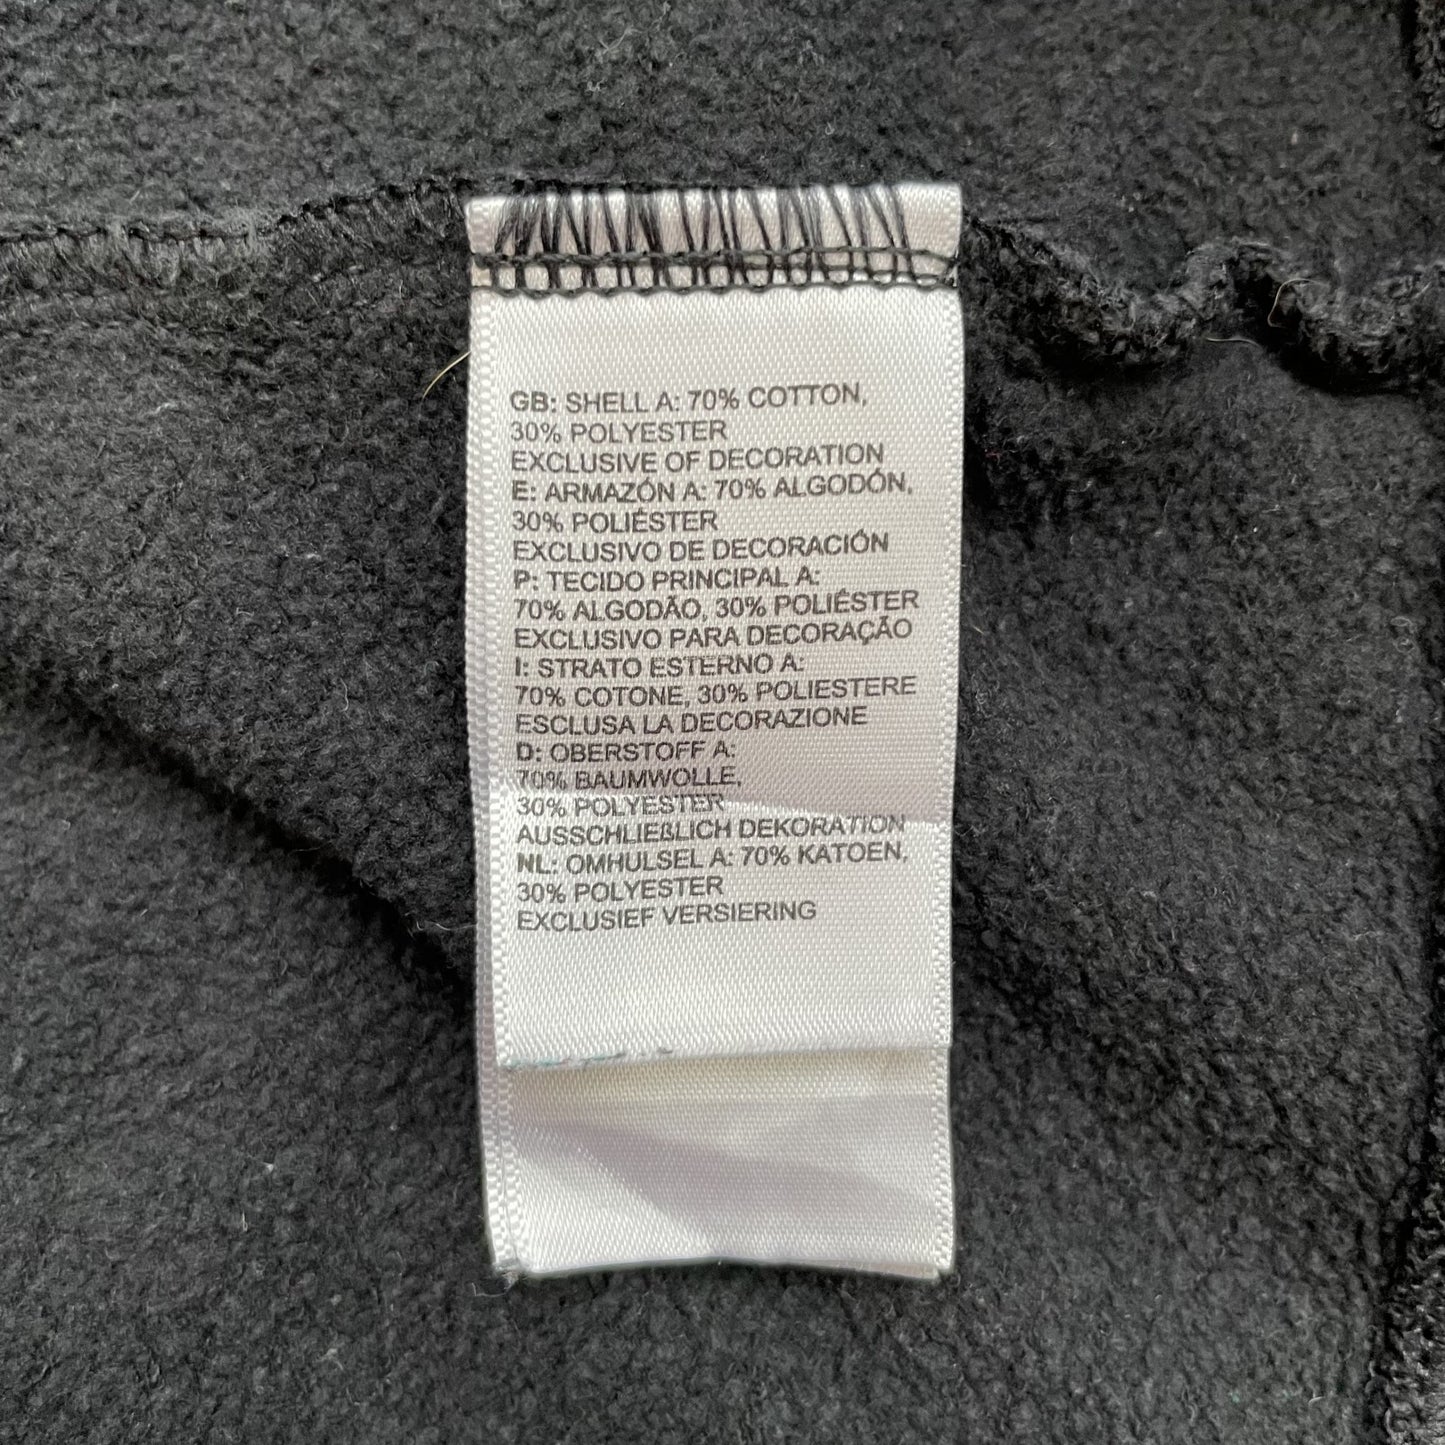 GB: SHELL A: 70% COTTON,
30% POLYESTER
EXCLUSIVE OF DECORATION
E: ARMAZÓN A: 70% ALGODÓN,
30% POLIÉSTER
EXCLUSIVO DE DECORACIÓN
P: TECIDO PRINCIPAL A:
70% ALGODÃO, 30% POLIÉSTER
EXCLUSIVO PARA DECORAÇÃO
I: STRATO ESTERNO A:
70% COTONE, 30% POLIESTERE
ESCLUSA LA DECORAZIONE
D: OBERSTOFF A:
70% BAUMWOLLE,
30% POLYESTER
AUSSCHLIEßLICH DEKORATION
NL: OMHULSEL A: 70% KATOEN,
30% POLYESTER
EXCLUSIEF VERSIERING